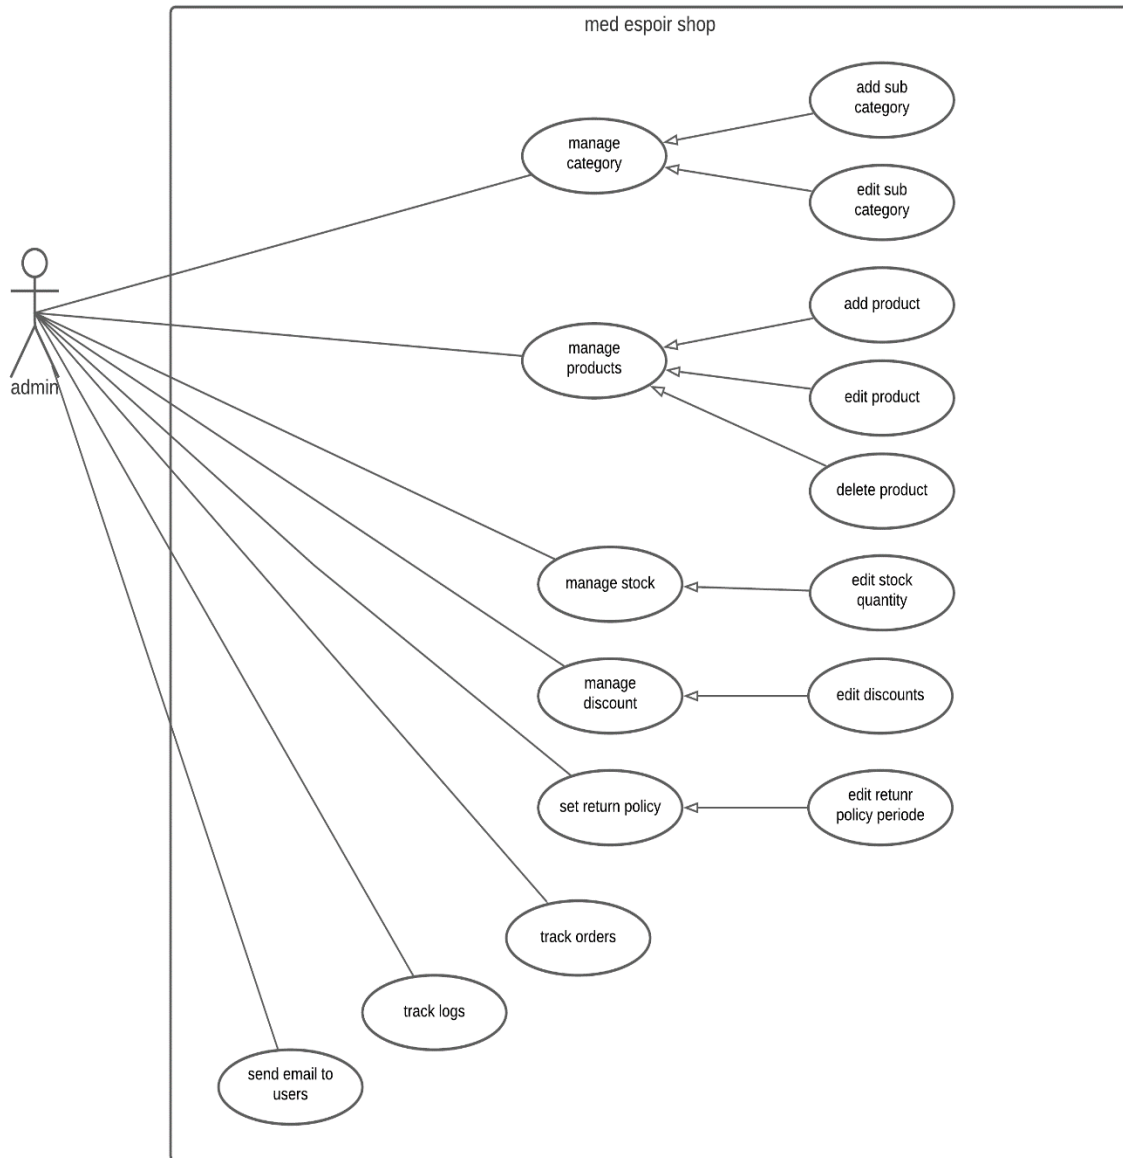 med espoir shop
add sub
category
manage
category
edit sub
category
admin
add product
manage
products
edit product
delete product
manage stock
edit stock
quantity
manage
discount
edit discounts
set return policy
edit retunr
policy periode
track orders
track logs
send email to
users